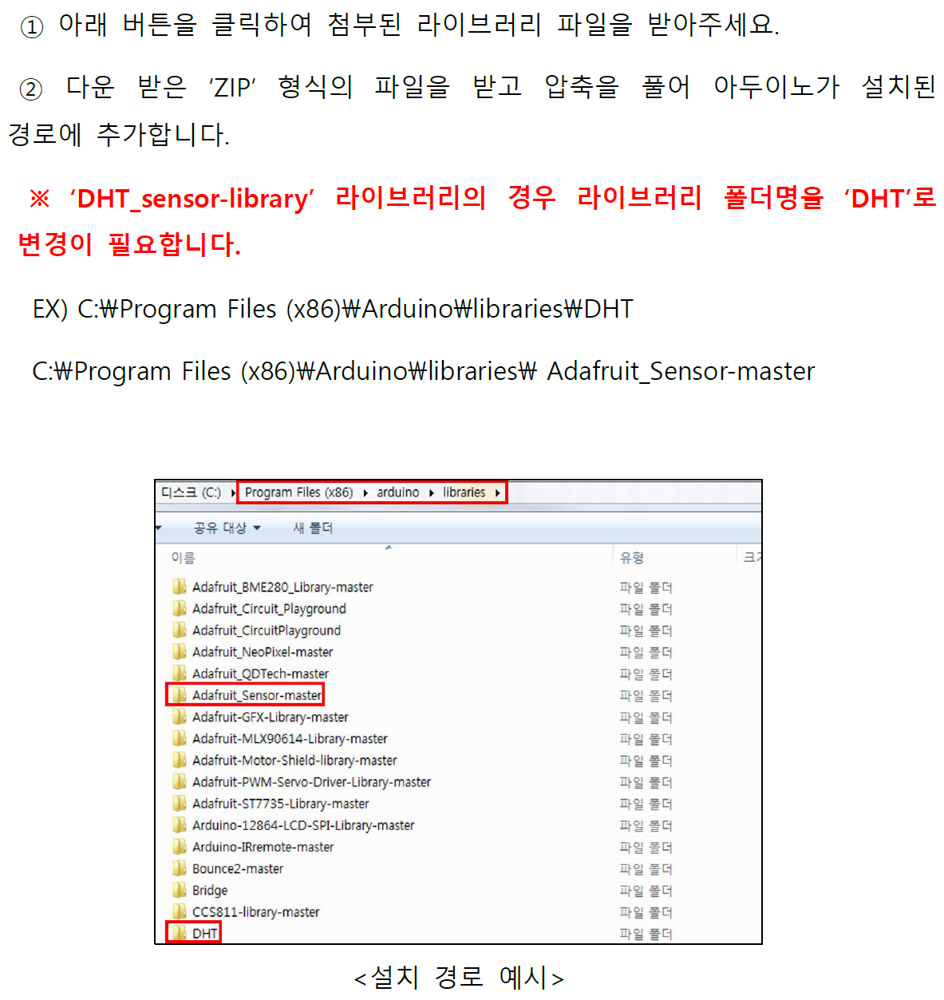 ① 아래 버튼을 클릭하여 첨부된 라이브러리 파일을 받아주세요.
② 다운 받은 ‘ZIP’ 형식의 파일을 받고 압축을 풀어 아두이노가 설치된
경로에 추가합니다.
※ ‘DHT_sensor-library’ 라이브러리의 경우 라이브러리 폴더명을 ‘DHT’로
변경이 필요합니다.
EX) C:₩Program Files (x86)₩Arduino₩libraries₩DHT
C:₩Program Files (x86)₩Arduino₩libraries₩ Adafruit_Sensor-master
디스크 (C:) Program Files (x86) arduino libraries
공유 대상 새 폴더
이름 유형
Adafruit_BME280_Library-master 파일 폴더
Adafruit_Circuit_Playground 파일 폴더
Adafruit_CircuitPlayground 파일 폴더
Adafruit_NeoPixel-master 파일 폴더
Adafruit_QDTech-master 파일 폴더
Adafruit_Sensor-master 파일 폴더
Adafruit-GFX-Library-master 파일 폴더
Adafruit-MLX90614-Library-master 파일 폴더
Adafruit-Motor-Shield-library-master 파일 폴더
Adafruit-PWM-Servo-Driver-Library-master 파일 폴더
Adafruit-ST7735-Library-master 파일 폴더
Arduino-12864-LCD-SPI-Library-master 파일 폴더
Arduino-IRremote-master 파일 폴더
Bounce2-master 파일 폴더
Bridge 파일 폴더
CCS811-library-master 파일 폴더
DHT 파일 폴더
<설치 경로 예시>